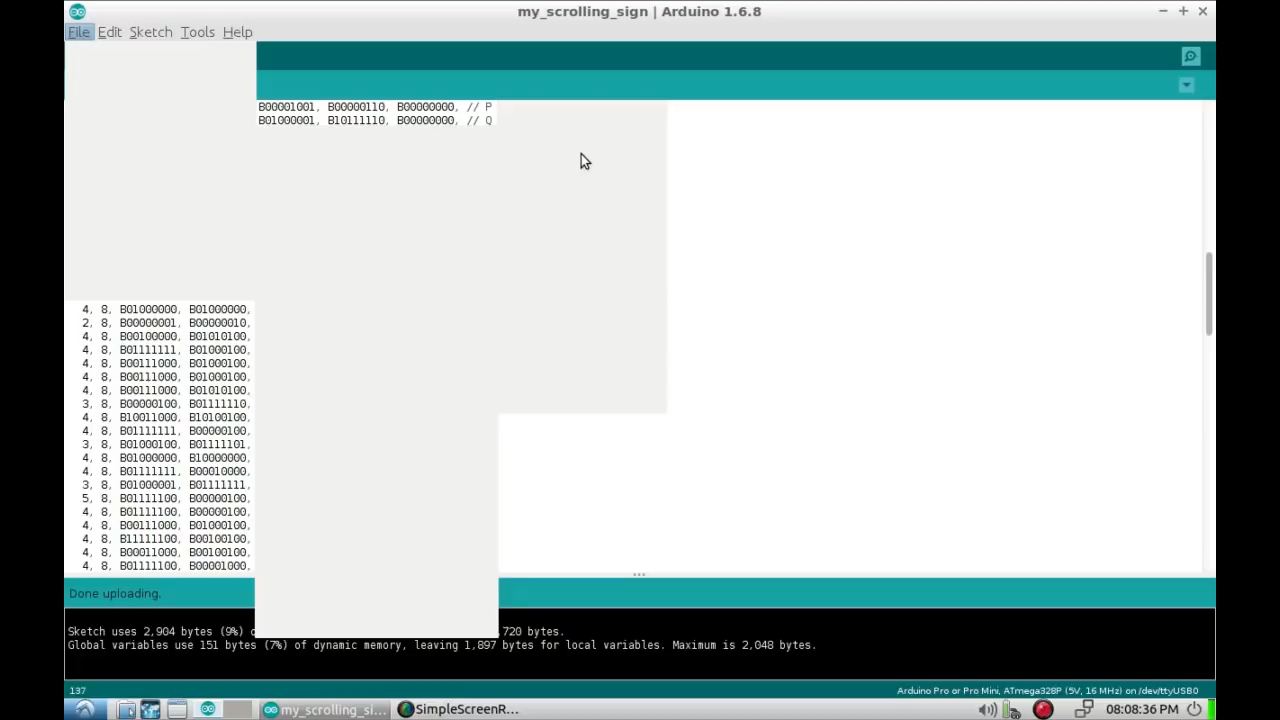 my_scrolling_sign | Arduino 1.6.8
File Edit Sketch Tools Help
B00001001, B00000110, B00000000, // P
B01000001, B10111110, B00000000, // Q
4, 8, B01000000, B01000000,
2, 8, B00000001, B00000010,
4, 8, B00100000, B01010100,
4, 8, B01111111, B01000100,
4, 8, B00111000, B01000100,
4, 8, B00111000, B01000100,
4, 8, B00111000, B01010100,
3, 8, B00000100, B01111110,
4, 8, B10011000, B10100100,
4, 8, B01111111, B00000100,
3, 8, B01000100, B01111101,
4, 8, B01000000, B10000000,
4, 8, B01111111, B00010000,
3, 8, B01000001, B01111111,
5, 8, B01111100, B00000100,
4, 8, B01111100, B00000100,
4, 8, B00111000, B01000100,
4, 8, B11111100, B00100100,
4, 8, B00011000, B00100100,
4, 8, B01111100, B00001000,
Done uploading.
Sketch uses 2,904 bytes (9%) 720 bytes.
Global variables use 151 bytes (7%) of dynamic memory, leaving 1,897 bytes for local variables. Maximum is 2,048 bytes.
137
Arduino Pro or Pro Mini, ATmega328P (5V, 16 MHz) on /dev/ttyUSB0
my_scrolling_si... SimpleScreenR... 08:08:36 PM